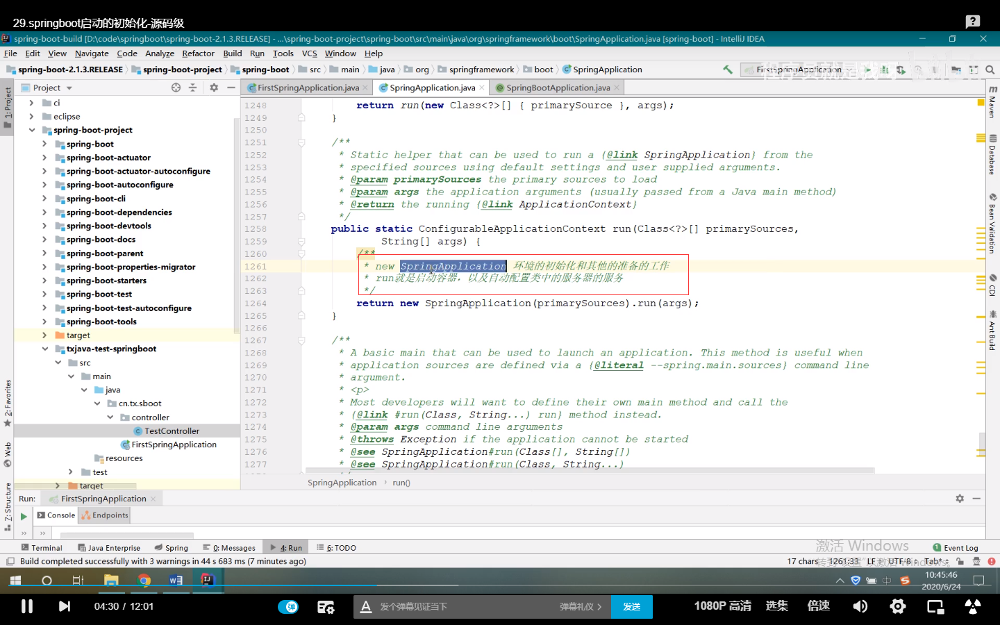 29.springboot启动的初始化-源码级
spring-boot-build [D:\code\springboot\spring-boot-2.1.3.RELEASE] - ...\spring-boot-project\spring-boot\src\main\java\org\springframework\boot\SpringApplication.java [spring-boot] - IntelliJ IDEA
File Edit View Navigate Code Analyze Refactor Build Run Tools VCS Window Help
spring-boot-2.1.3.RELEASE spring-boot-project spring-boot src main java org springframework boot SpringApplication FirstSpringApplication
Project FirstSpringApplication.java SpringApplication.java SpringBootApplication.java
1: Project
ci
eclipse
spring-boot-project
spring-boot
spring-boot-actuator
spring-boot-actuator-autoconfigure
spring-boot-autoconfigure
spring-boot-cli
spring-boot-dependencies
spring-boot-devtools
spring-boot-docs
spring-boot-parent
spring-boot-properties-migrator
spring-boot-starters
spring-boot-test
spring-boot-test-autoconfigure
spring-boot-tools
target
txjava-test-springboot
src
main
java
cn.tx.sboot
controller
TestController
FirstSpringApplication
resources
test
target
2: Favorites
Web
Z: Structure
1248 return run(new Class<?>[] { primarySource }, args);
1249 }
1250
1251 /**
1252 * Static helper that can be used to run a {@link SpringApplication} from the
1253 * specified sources using default settings and user supplied arguments.
1254 * @param primarySources the primary sources to load
1255 * @param args the application arguments (usually passed from a Java main method)
1256 * @return the running {@link ApplicationContext}
1257 */
1258 public static ConfigurableApplicationContext run(Class<?>[] primarySources,
1259 String[] args) {
1260 /**
1261 * new SpringApplication 环境的初始化和其他的准备的工作
1262 * run就是启动容器，以及自动配置类中的服务器的服务
1263 */
1264 return new SpringApplication(primarySources).run(args);
1265 }
1266
1267 /**
1268 * A basic main that can be used to launch an application. This method is useful when
1269 * application sources are defined via a {@literal --spring.main.sources} command line
1270 * argument.
1271 * <p>
1272 * Most developers will want to define their own main method and call the
1273 * {@link #run(Class, String...) run} method instead.
1274 * @param args command line arguments
1275 * @throws Exception if the application cannot be started
1276 * @see SpringApplication#run(Class[], String[])
1277 * @see SpringApplication#run(Class, String...)
SpringApplication run()
Maven
Database
Bean Validation
CDI
Ant Build
Run: FirstSpringApplication
Console Endpoints
Terminal Java Enterprise Spring 0: Messages 4: Run 6: TODO 1 Event Log
激活 Windows
Build completed successfully with 3 warnings in 44 s 683 ms (7 minutes ago) 17 chars 1261:33 LF UTF-8 Tab*
转到"设置"以激活 Windows。
中 10:45:46
2020/6/24
04:30 / 12:01 弹 发个弹幕见证当下 弹幕礼仪 > 发送 1080P 高清 选集 倍速